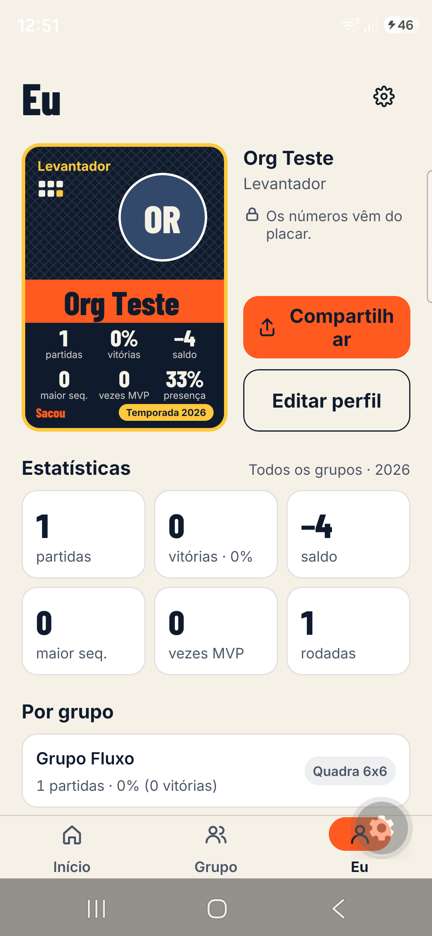 12:51
46
Eu
Levantador
OR
Org Teste
1
partidas
0%
vitórias
−4
saldo
0
maior seq.
0
vezes MVP
33%
presença
Sacou
Temporada 2026
Org Teste
Levantador
Os números vêm do
placar.
Compartilh
ar
Editar perfil
Estatísticas
Todos os grupos · 2026
1
partidas
0
vitórias · 0%
−4
saldo
0
maior seq.
0
vezes MVP
1
rodadas
Por grupo
Grupo Fluxo
1 partidas · 0% (0 vitórias)
Quadra 6x6
Início
Grupo
Eu